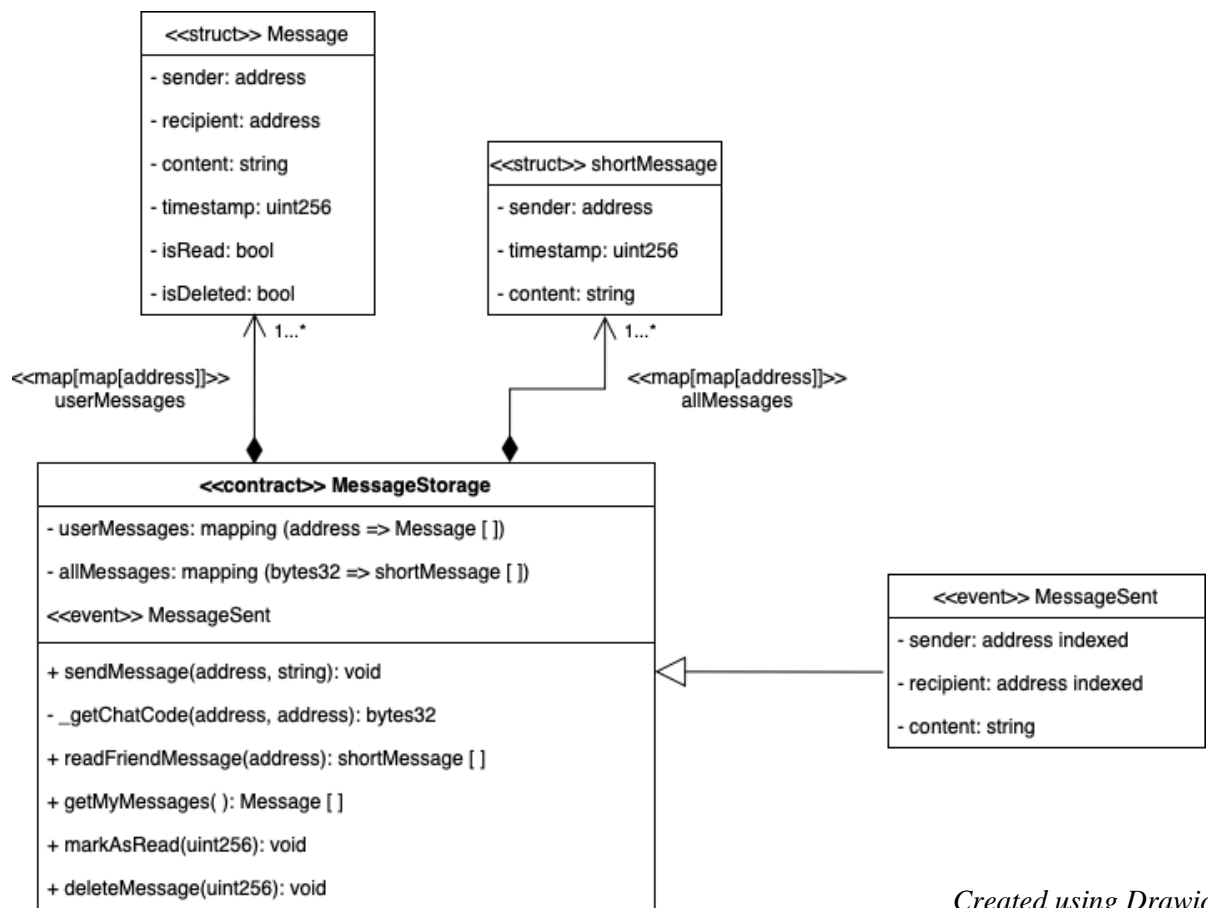 <<struct>> Message
- sender: address
- recipient: address
- content: string
- timestamp: uint256
- isRead: bool
- isDeleted: bool
<<struct>> shortMessage
- sender: address
- timestamp: uint256
- content: string
1...*
1...*
<<map[map[address]]>>
userMessages
<<map[map[address]]>>
allMessages
<<contract>> MessageStorage
- userMessages: mapping (address => Message [ ])
- allMessages: mapping (bytes32 => shortMessage [ ])
<<event>> MessageSent
+ sendMessage(address, string): void
- _getChatCode(address, address): bytes32
+ readFriendMessage(address): shortMessage [ ]
+ getMyMessages( ): Message [ ]
+ markAsRead(uint256): void
+ deleteMessage(uint256): void
<<event>> MessageSent
- sender: address indexed
- recipient: address indexed
- content: string
Created using